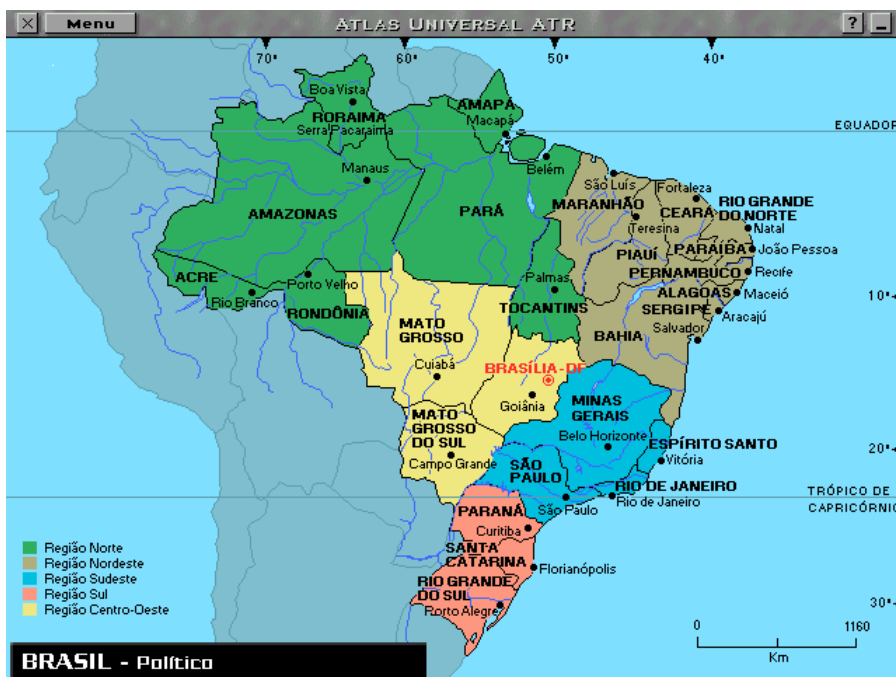 Menu
ATLAS UNIVERSAL ATR
?
70°
60°
50°
40°
Boa Vista
RORAIMA
Serra Pacaraima
AMAPÁ
Macapá
EQUADOR
Manaus
Belém
AMAZONAS
PARÁ
São Luís
MARANHÃO
Teresina
Fortaleza
CEARÁ
RIO GRANDE
DO NORTE
Natal
PIAUÍ
PARAÍBA
João Pessoa
PERNAMBUCO
Recife
ACRE
Rio Branco
Porto Velho
RONDÔNIA
Palmas
TOCANTINS
ALAGOAS
Maceió
SERGIPE
Aracajú
10°
MATO
GROSSO
Cuiabá
BAHIA
Salvador
BRASÍLIA-DF
Goiânia
MINAS
GERAIS
Belo Horizonte
MATO
GROSSO
DO SUL
Campo Grande
ESPÍRITO SANTO
Vitória
20°
SÃO
PAULO
São Paulo
RIO DE JANEIRO
Rio de Janeiro
TRÓPICO DE
CAPRICÓRNIO
PARANÁ
Curitiba
SANTA
CATARINA
Florianópolis
RIO GRANDE
DO SUL
Porto Alegre
30°
Região Norte
Região Nordeste
Região Sudeste
Região Sul
Região Centro-Oeste
0
1160
Km
BRASIL - Político